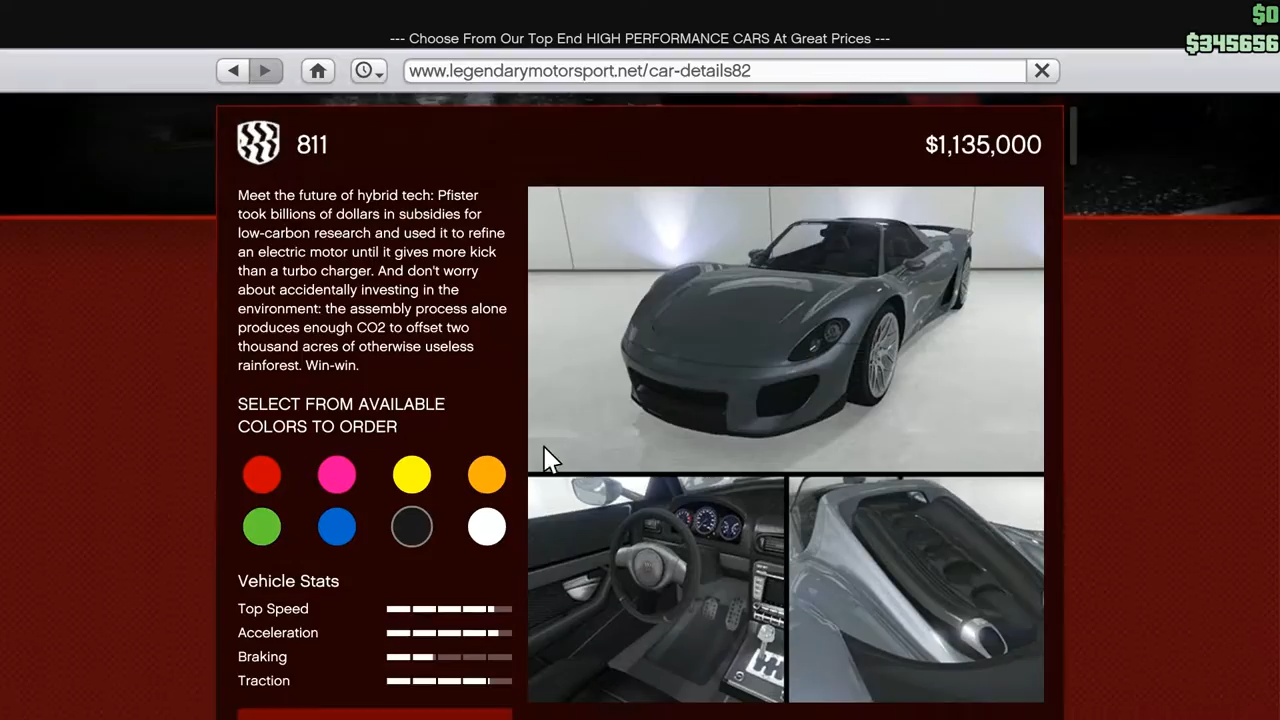 $0
--- Choose From Our Top End HIGH PERFORMANCE CARS At Great Prices ---
$345656
www.legendarymotorsport.net/car-details82
811
$1,135,000
Meet the future of hybrid tech: Pfister
took billions of dollars in subsidies for
low-carbon research and used it to refine
an electric motor until it gives more kick
than a turbo charger. And don't worry
about accidentally investing in the
environment: the assembly process alone
produces enough CO2 to offset two
thousand acres of otherwise useless
rainforest. Win-win.
SELECT FROM AVAILABLE
COLORS TO ORDER
Vehicle Stats
Top Speed
Acceleration
Braking
Traction